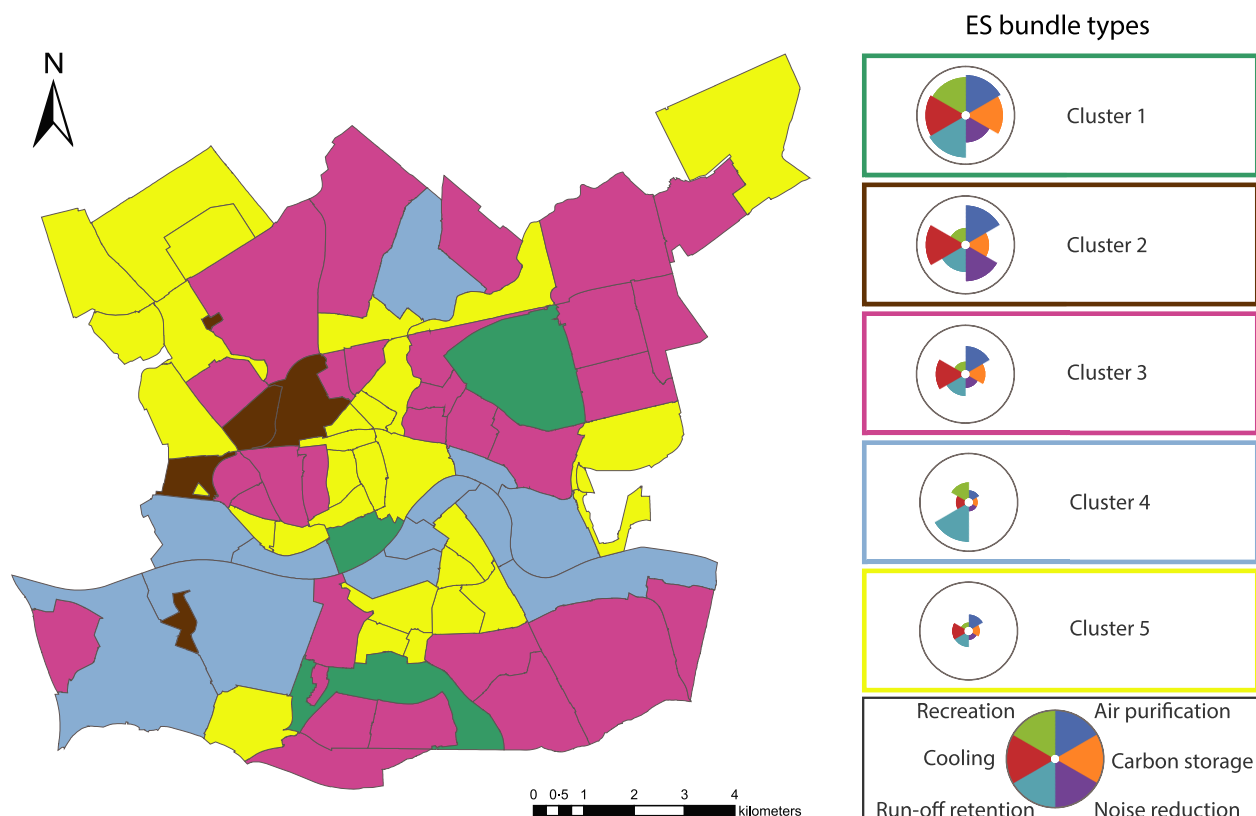 ES bundle types
N
Cluster 1
Cluster 2
Cluster 3
Cluster 4
Cluster 5
Recreation Air purification
Cooling Carbon storage
Run-off retention Noise reduction
0 0·5 1 2 3 4
kilometers